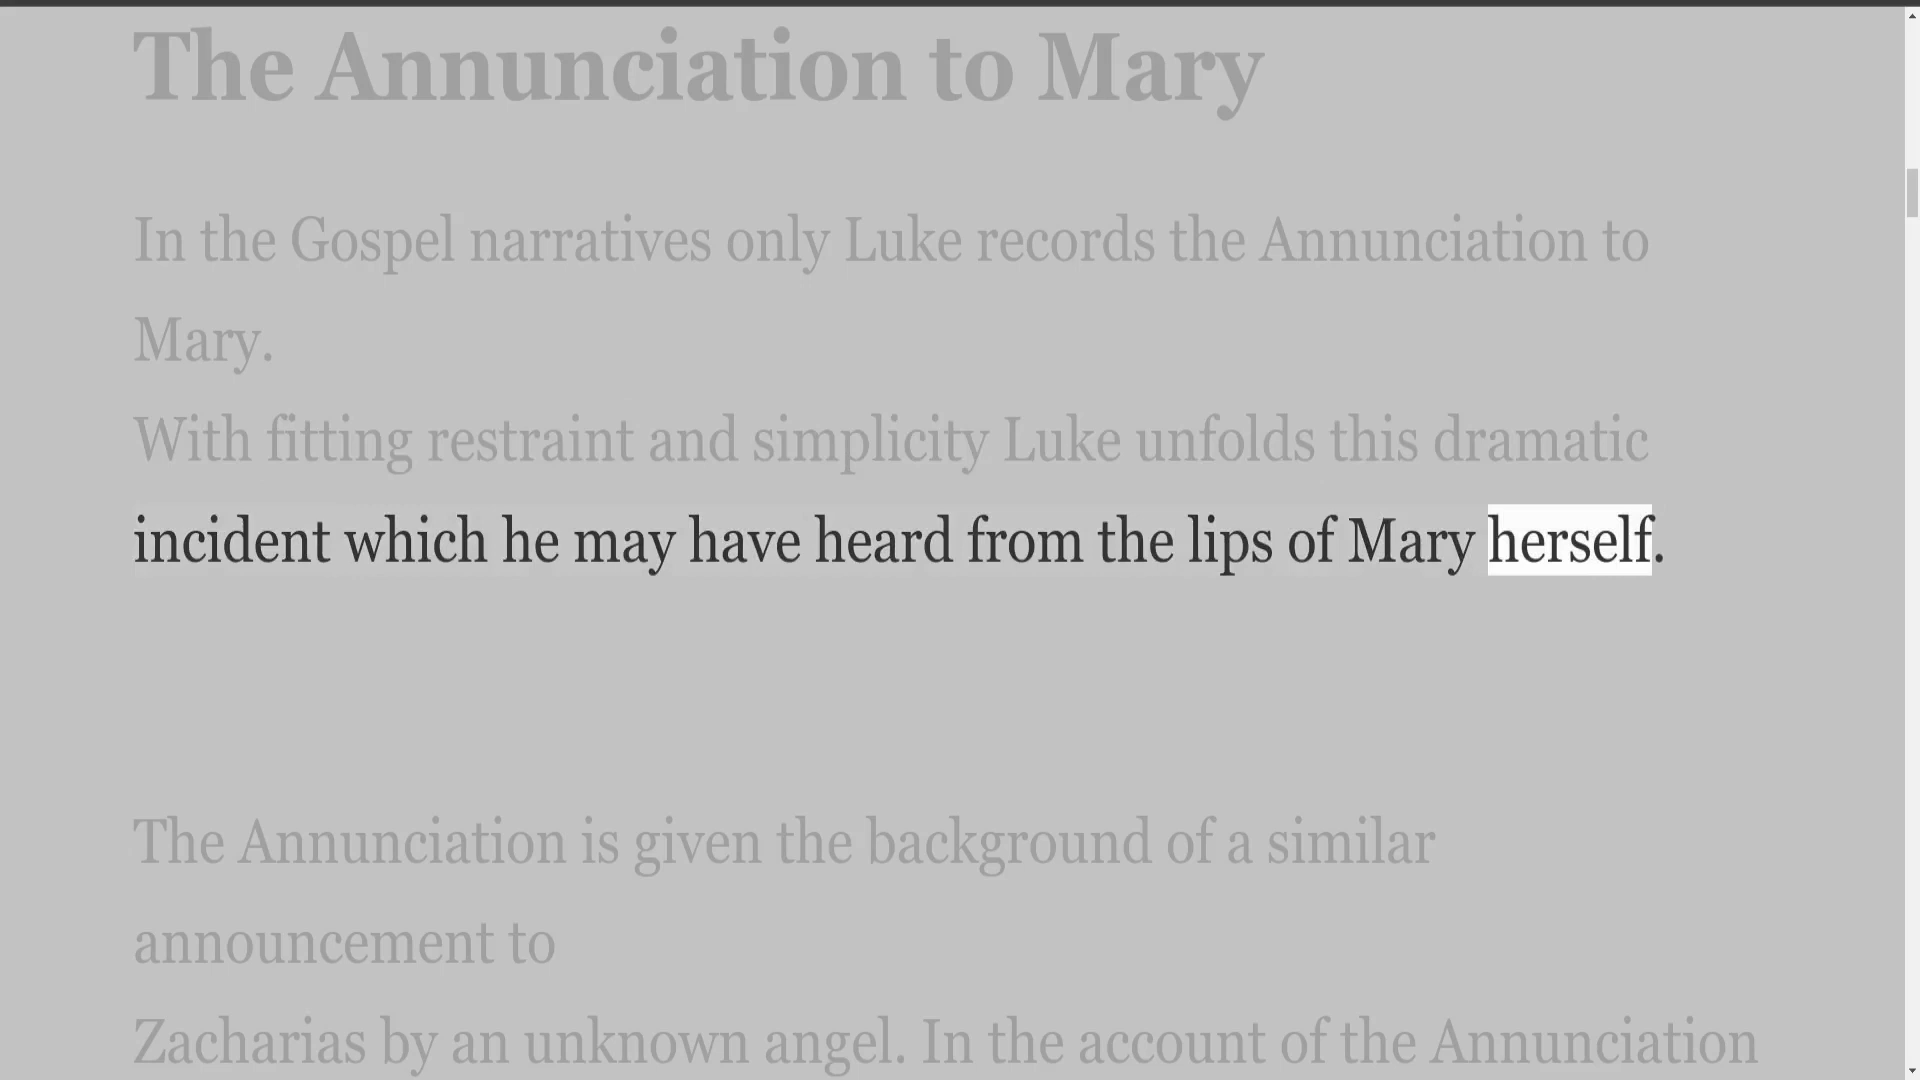 The Annunciation to Mary
In the Gospel narratives only Luke records the Annunciation to
Mary.
With fitting restraint and simplicity Luke unfolds this dramatic
incident which he may have heard from the lips of Mary herself.
The Annunciation is given the background of a similar
announcement to
Zacharias by an unknown angel. In the account of the Annunciation